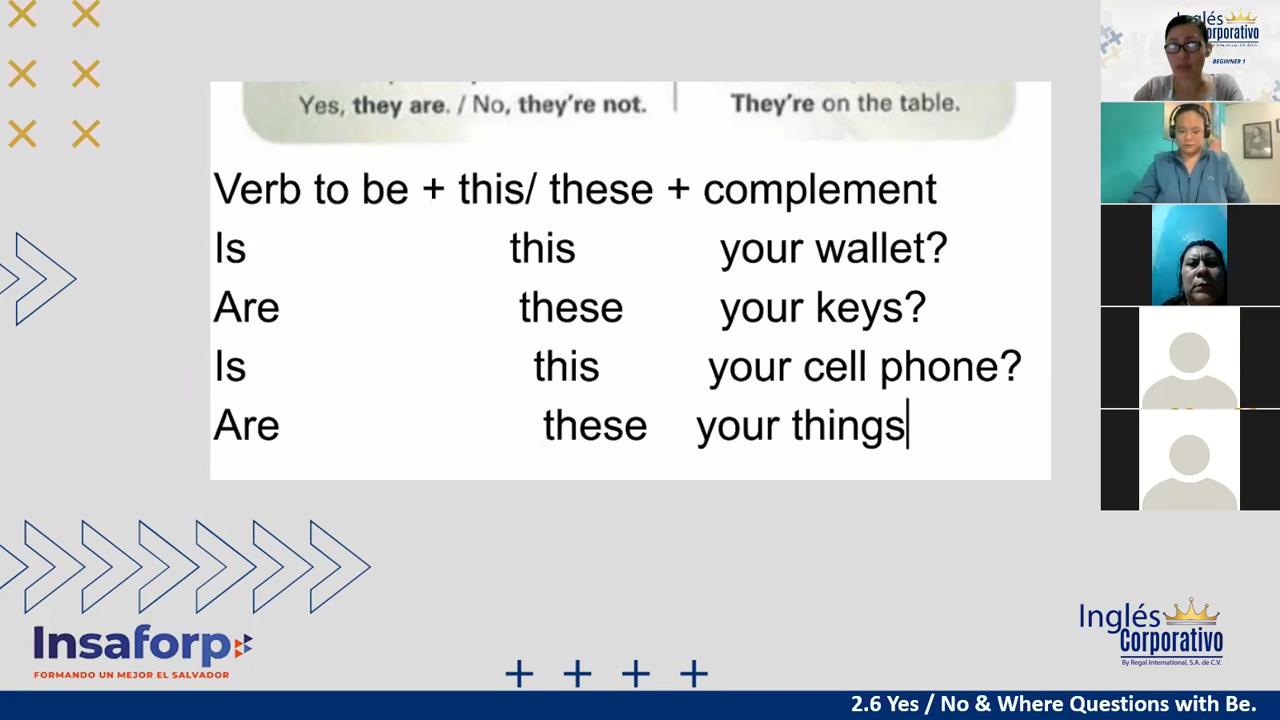 Inglés
Corporativo
BEGINNER 1
Yes, they are. / No, they're not.
They're on the table.
Verb to be + this/ these + complement
Is this your wallet?
Are these your keys?
Is this your cell phone?
Are these your things
Insaforp
FORMANDO UN MEJOR EL SALVADOR
Inglés
Corporativo
By Regal International, S.A. de C.V.
2.6 Yes / No & Where Questions with Be.